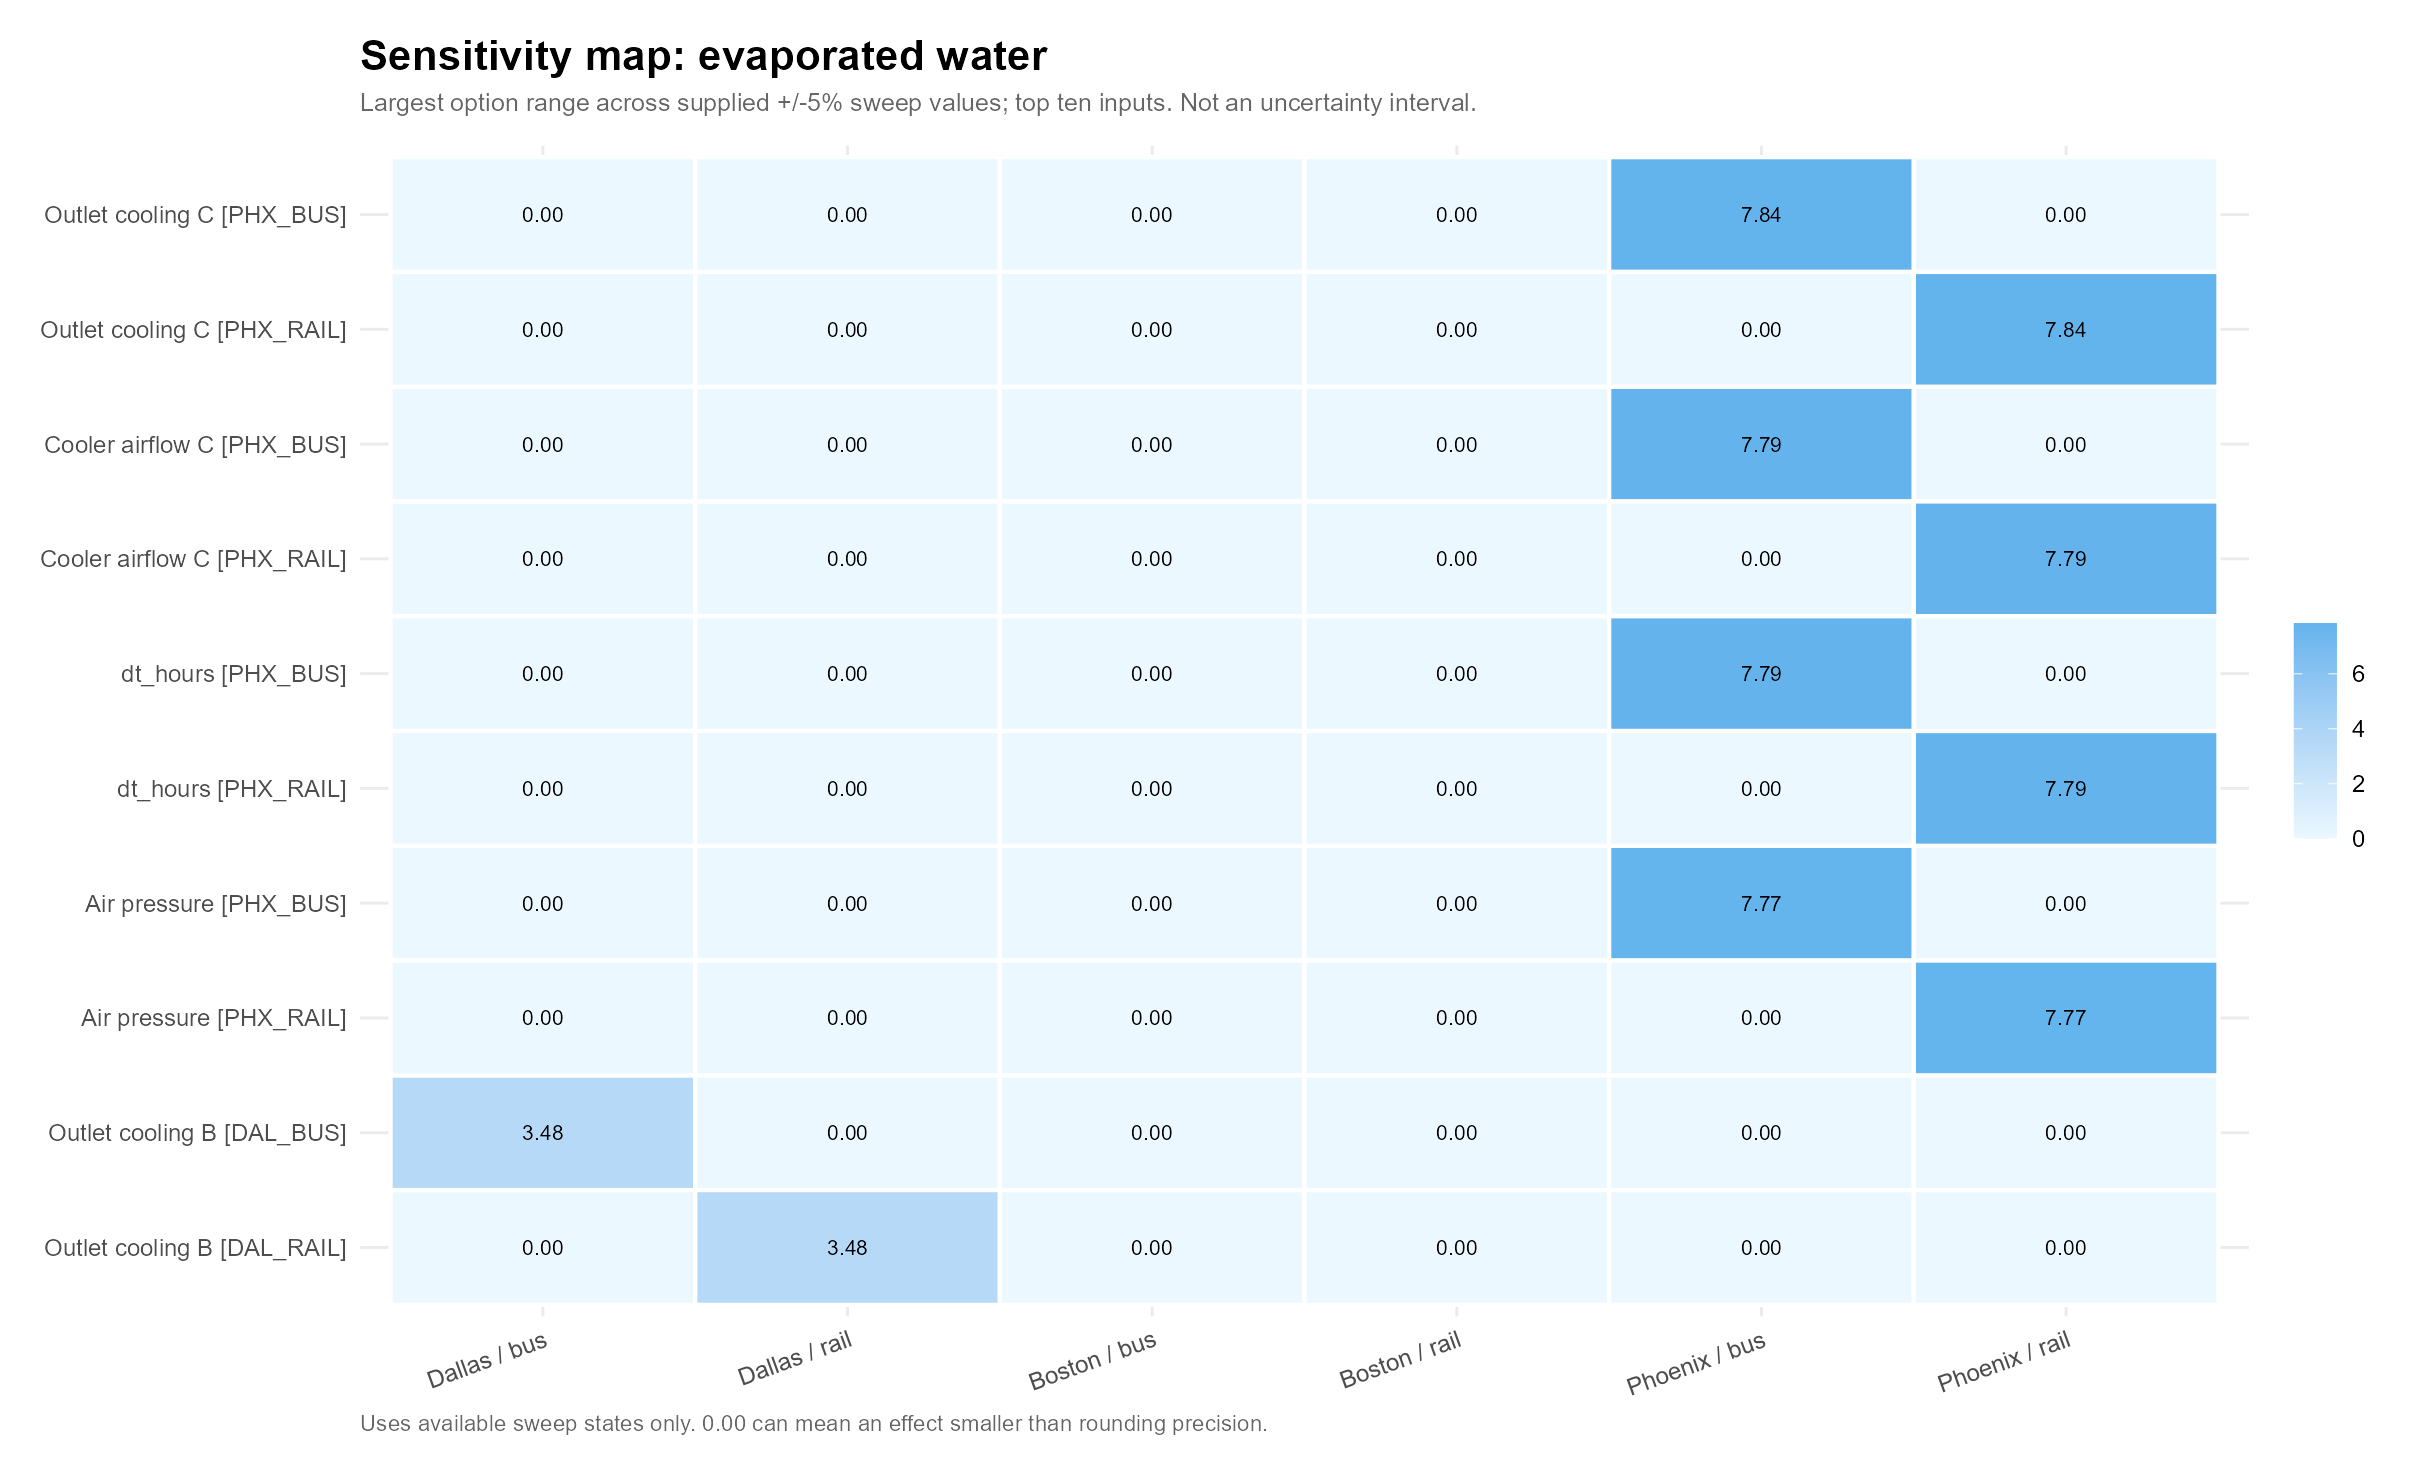 Sensitivity map: evaporated water
Largest option range across supplied +/-5% sweep values; top ten inputs. Not an uncertainty interval.
Outlet cooling C [PHX_BUS] 0.00 0.00 0.00 0.00 7.84 0.00
Outlet cooling C [PHX_RAIL] 0.00 0.00 0.00 0.00 0.00 7.84
Cooler airflow C [PHX_BUS] 0.00 0.00 0.00 0.00 7.79 0.00
Cooler airflow C [PHX_RAIL] 0.00 0.00 0.00 0.00 0.00 7.79
dt_hours [PHX_BUS] 0.00 0.00 0.00 0.00 7.79 0.00
dt_hours [PHX_RAIL] 0.00 0.00 0.00 0.00 0.00 7.79
Air pressure [PHX_BUS] 0.00 0.00 0.00 0.00 7.77 0.00
Air pressure [PHX_RAIL] 0.00 0.00 0.00 0.00 0.00 7.77
Outlet cooling B [DAL_BUS] 3.48 0.00 0.00 0.00 0.00 0.00
Outlet cooling B [DAL_RAIL] 0.00 3.48 0.00 0.00 0.00 0.00
Dallas / bus Dallas / rail Boston / bus Boston / rail Phoenix / bus Phoenix / rail
6
4
2
0
Uses available sweep states only. 0.00 can mean an effect smaller than rounding precision.